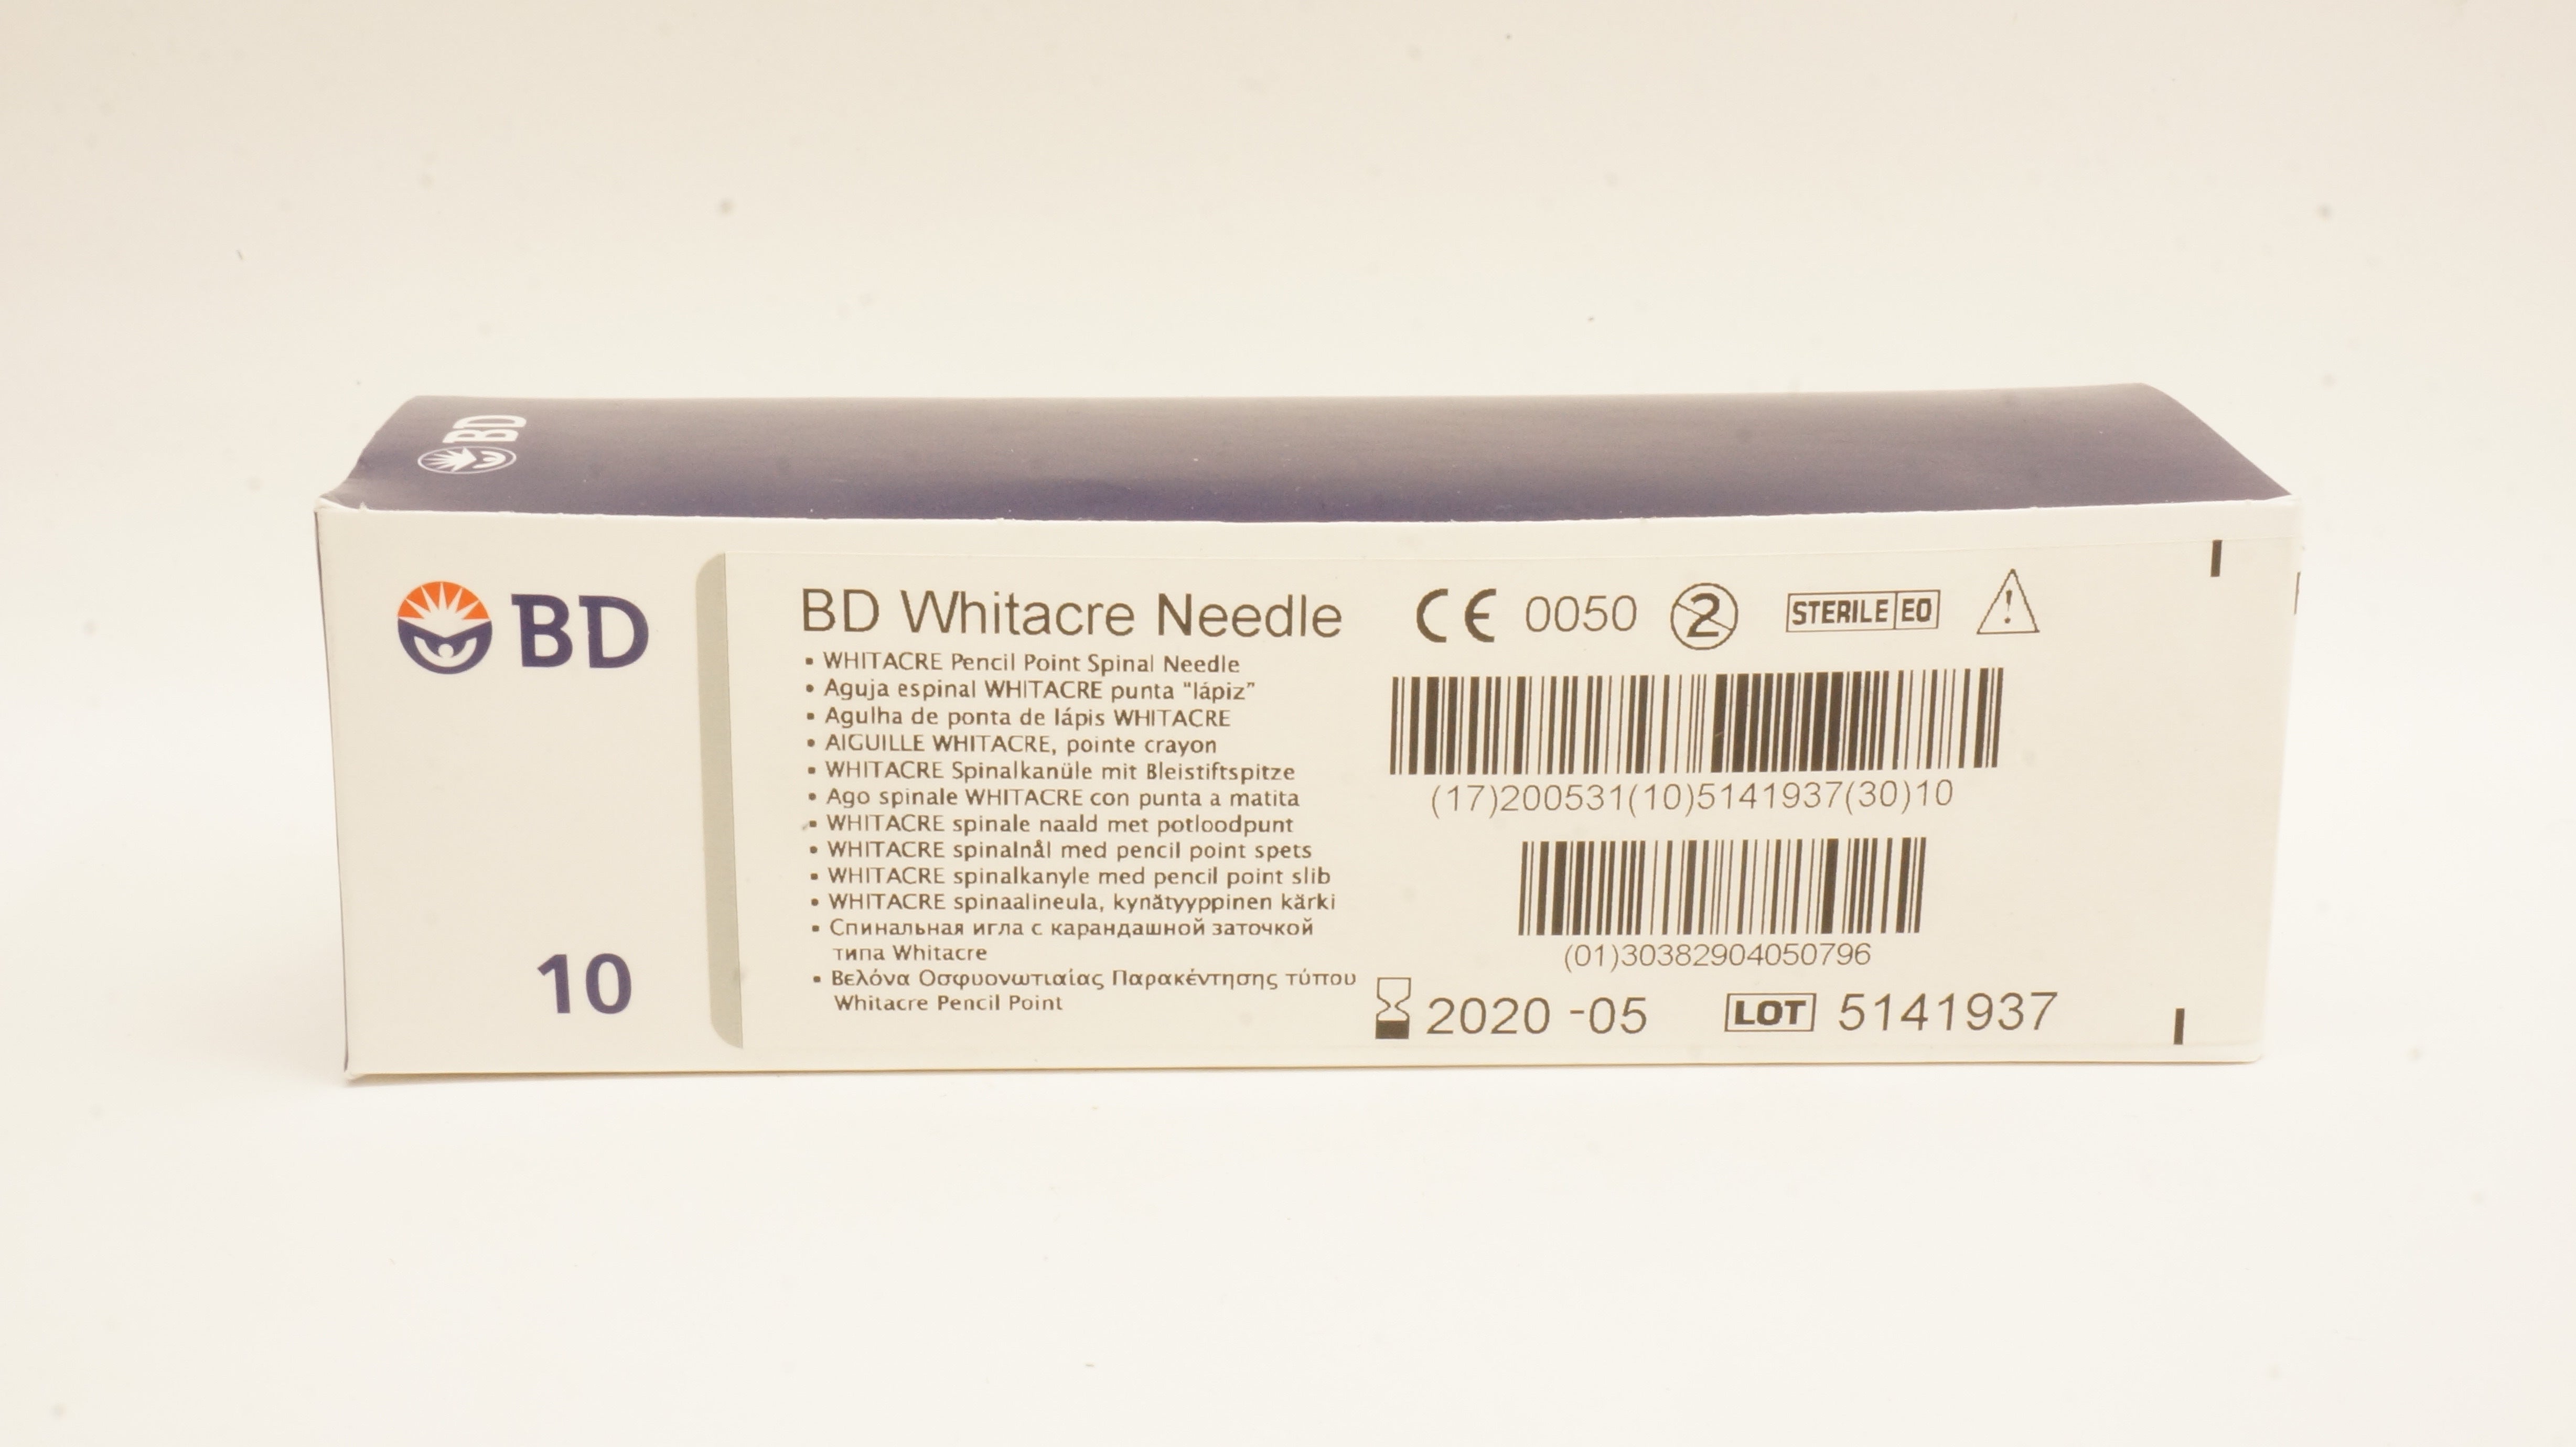 BD
BD
10
BD Whitacre Needle
▪ WHITACRE Pencil Point Spinal Needle
• Aguja espinal WHITACRE punta "lápiz"
▪ Agulha de ponta de lápis WHITACRE
• AIGUILLE WHITACRE, pointe crayon
▪ WHITACRE Spinalkanüle mit Bleistiftspitze
• Ago spinale WHITACRE con punta a matita
▪ WHITACRE spinale naald met potloodpunt
• WHITACRE spinalnål med pencil point spets
▪ WHITACRE spinalkanyle med pencil point slib
• WHITACRE spinaalineula, kynätyyppinen kärki
▪ Спинальная игла с карандашной заточкой
типа Whitacre
▪ Βελόνα Οσφυονωτιαίας Παρακέντησης τύπου
Whitacre Pencil Point
CE 0050 2 STERILE EO !
(17)200531(10)5141937(30)10
(01)30382904050796
2020 -05 LOT 5141937